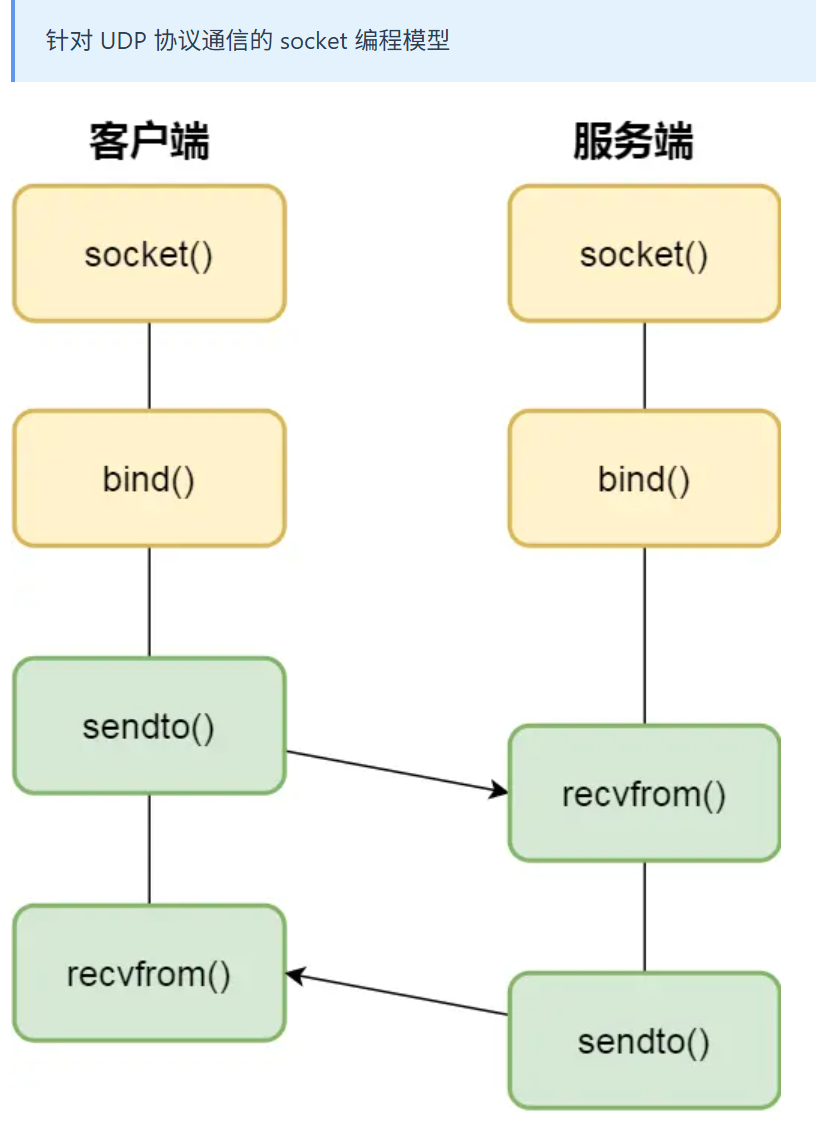 针对 UDP 协议通信的 socket 编程模型
客户端
服务端
socket()
socket()
bind()
bind()
sendto()
recvfrom()
recvfrom()
sendto()